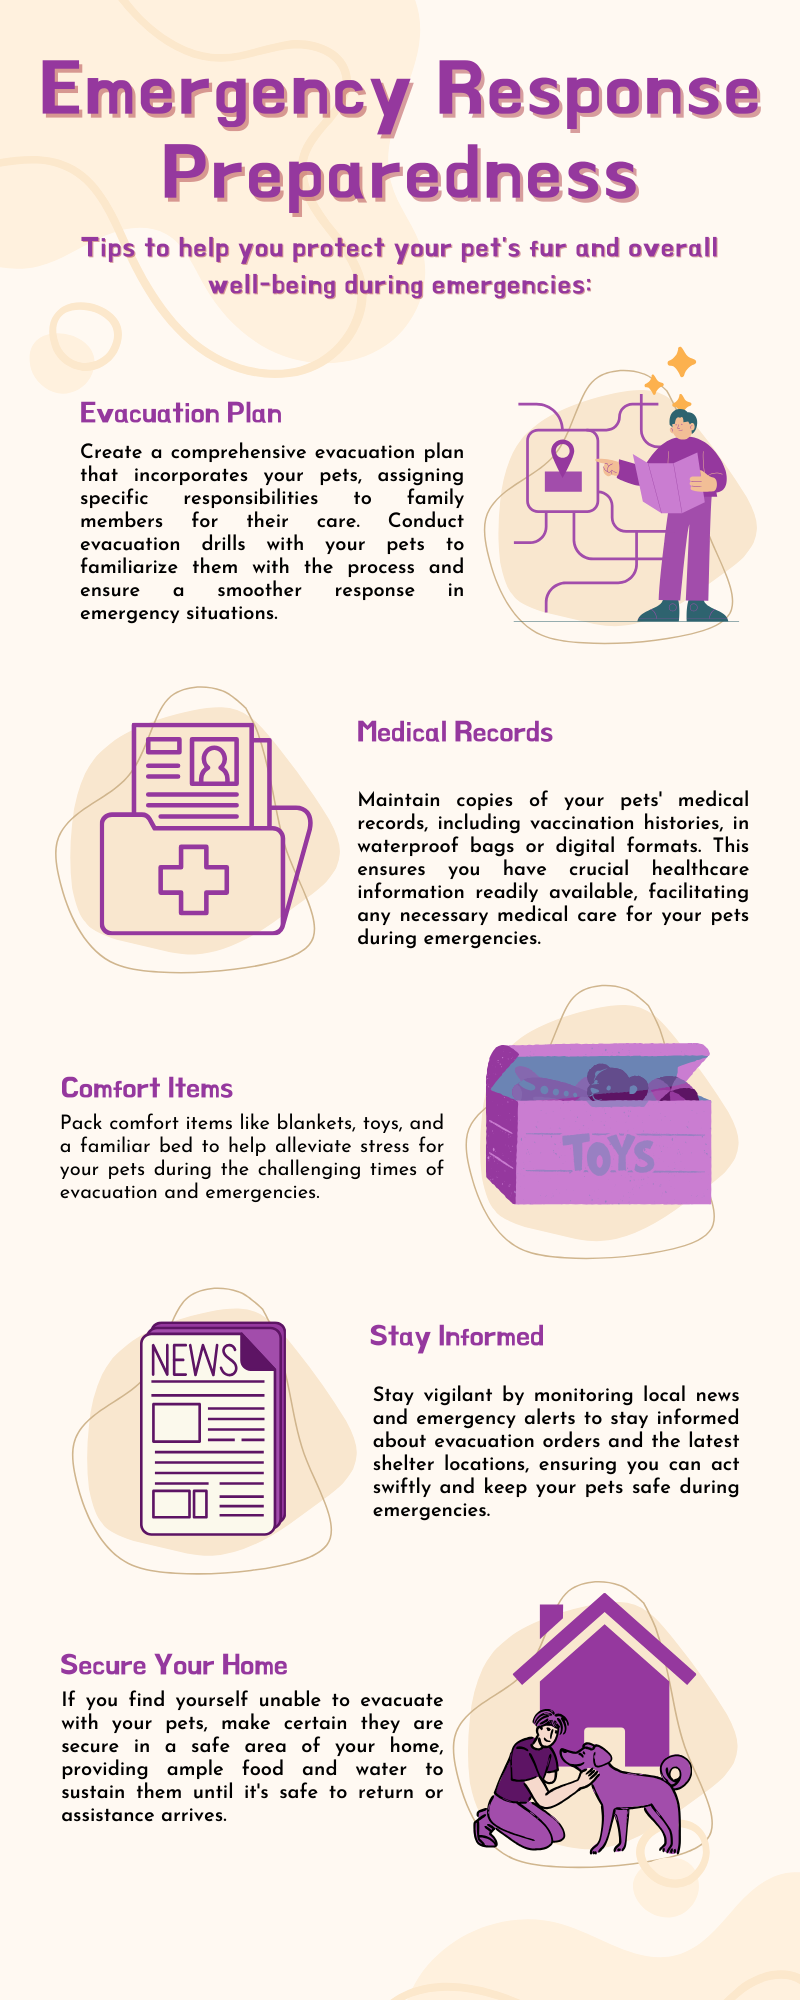 Emergency Response
Preparedness
Tips to help you protect your pet's fur and overall
well-being during emergencies:
Evacuation Plan
Create a comprehensive evacuation plan
that incorporates your pets, assigning
specific responsibilities to family
members for their care. Conduct
evacuation drills with your pets to
familiarize them with the process and
ensure a smoother response in
emergency situations.
Medical Records
Maintain copies of your pets' medical
records, including vaccination histories, in
waterproof bags or digital formats. This
ensures you have crucial healthcare
information readily available, facilitating
any necessary medical care for your pets
during emergencies.
Comfort Items
Pack comfort items like blankets, toys, and
a familiar bed to help alleviate stress for
your pets during the challenging times of
evacuation and emergencies.
TOYS
NEWS
Stay Informed
Stay vigilant by monitoring local news
and emergency alerts to stay informed
about evacuation orders and the latest
shelter locations, ensuring you can act
swiftly and keep your pets safe during
emergencies.
Secure Your Home
If you find yourself unable to evacuate
with your pets, make certain they are
secure in a safe area of your home,
providing ample food and water to
sustain them until it's safe to return or
assistance arrives.